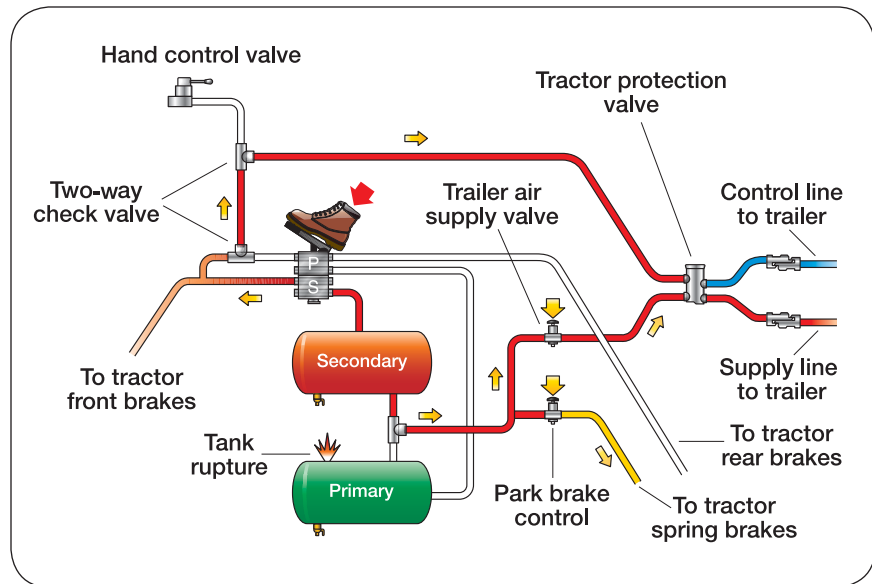 Hand control valve
Tractor protection
valve
Two-way
check valve
Trailer air
supply valve
Control line
to trailer
P
S
Secondary
To tractor
front brakes
Supply line
to trailer
Tank
rupture
Primary
Park brake
control
To tractor
rear brakes
To tractor
spring brakes